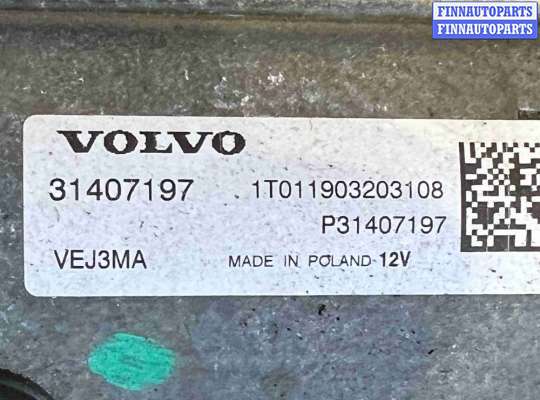 FINNAUTOPARTS
FINNAUTOPARTS
VOLVO
31407197 1T011903203108
P31407197
VEJ3MA MADE IN POLAND 12V